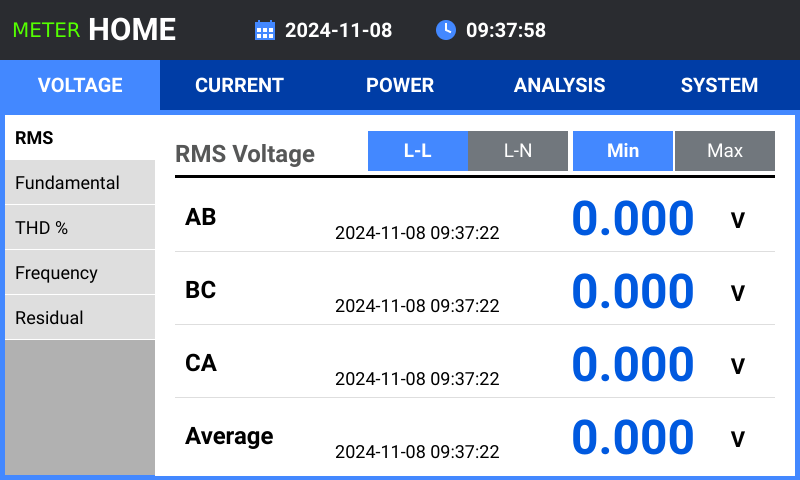 METER HOME 2024-11-08 09:37:58
VOLTAGE CURRENT POWER ANALYSIS SYSTEM
RMS
Fundamental
THD %
Frequency
Residual
RMS Voltage L-L L-N Min Max
AB 2024-11-08 09:37:22 0.000 V
BC 2024-11-08 09:37:22 0.000 V
CA 2024-11-08 09:37:22 0.000 V
Average 2024-11-08 09:37:22 0.000 V